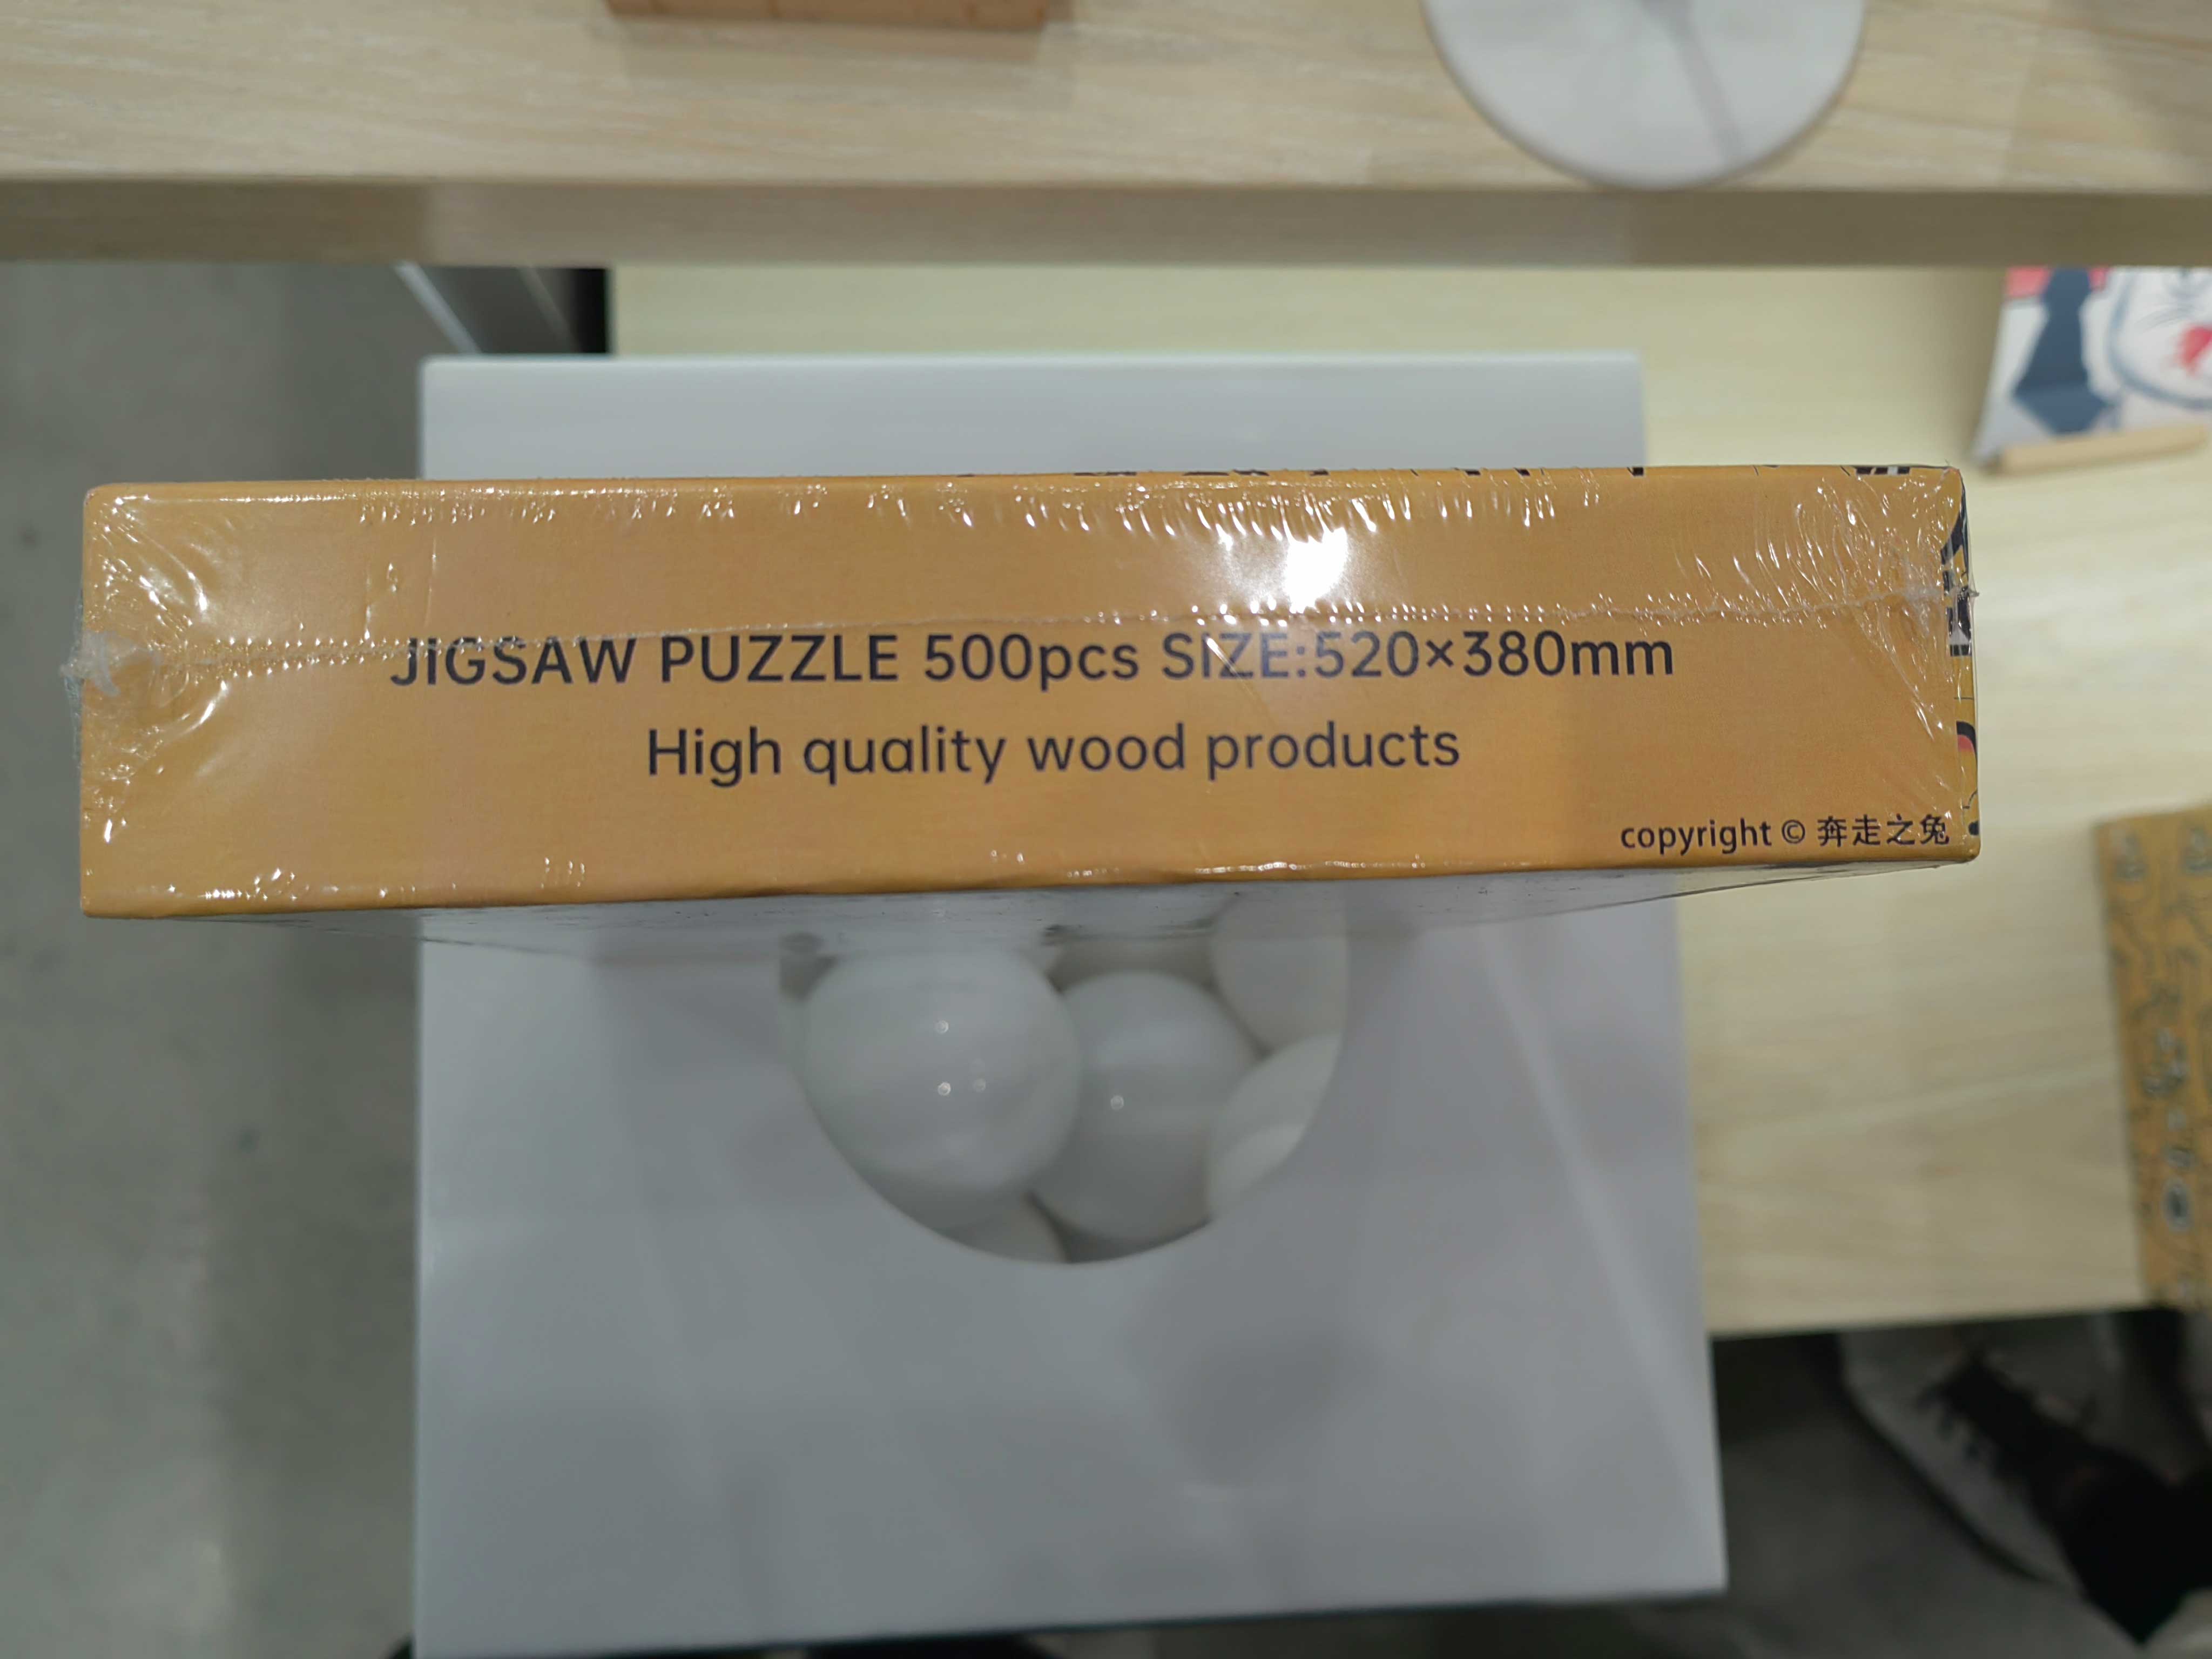 JIGSAW PUZZLE 500pcs SIZE:520×380mm
High quality wood products
copyright © 奔走之兔